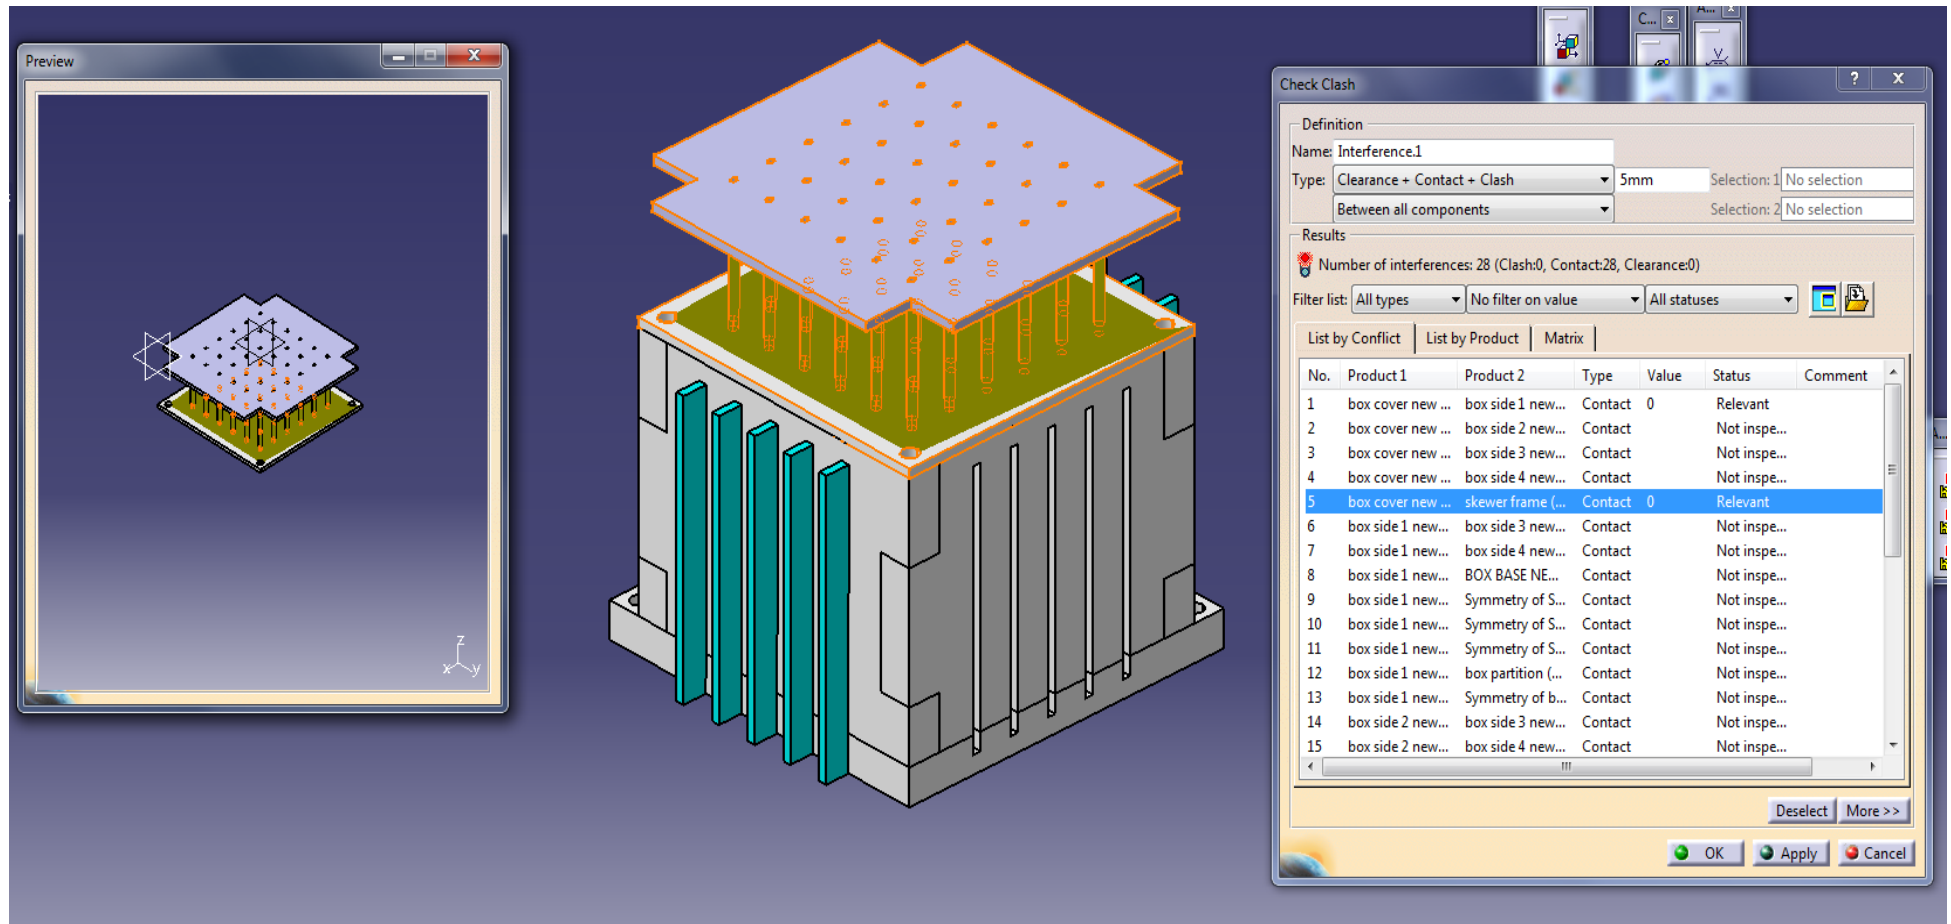 Preview
z
x y
C...
A...
Check Clash
Definition
Name: Interference.1
Type: Clearance + Contact + Clash 5mm Selection: 1 No selection
Between all components Selection: 2 No selection
Results
Number of interferences: 28 (Clash:0, Contact:28, Clearance:0)
Filter list: All types No filter on value All statuses
List by Conflict List by Product Matrix
No. Product 1 Product 2 Type Value Status Comment
1 box cover new ... box side 1 new... Contact 0 Relevant
2 box cover new ... box side 2 new... Contact Not inspe...
3 box cover new ... box side 3 new... Contact Not inspe...
4 box cover new ... box side 4 new... Contact Not inspe...
5 box cover new ... skewer frame (... Contact 0 Relevant
6 box side 1 new... box side 3 new... Contact Not inspe...
7 box side 1 new... box side 4 new... Contact Not inspe...
8 box side 1 new... BOX BASE NE... Contact Not inspe...
9 box side 1 new... Symmetry of S... Contact Not inspe...
10 box side 1 new... Symmetry of S... Contact Not inspe...
11 box side 1 new... Symmetry of S... Contact Not inspe...
12 box side 1 new... box partition (... Contact Not inspe...
13 box side 1 new... Symmetry of b... Contact Not inspe...
14 box side 2 new... box side 3 new... Contact Not inspe...
15 box side 2 new... box side 4 new... Contact Not inspe...
Deselect More >>
OK Apply Cancel
A...